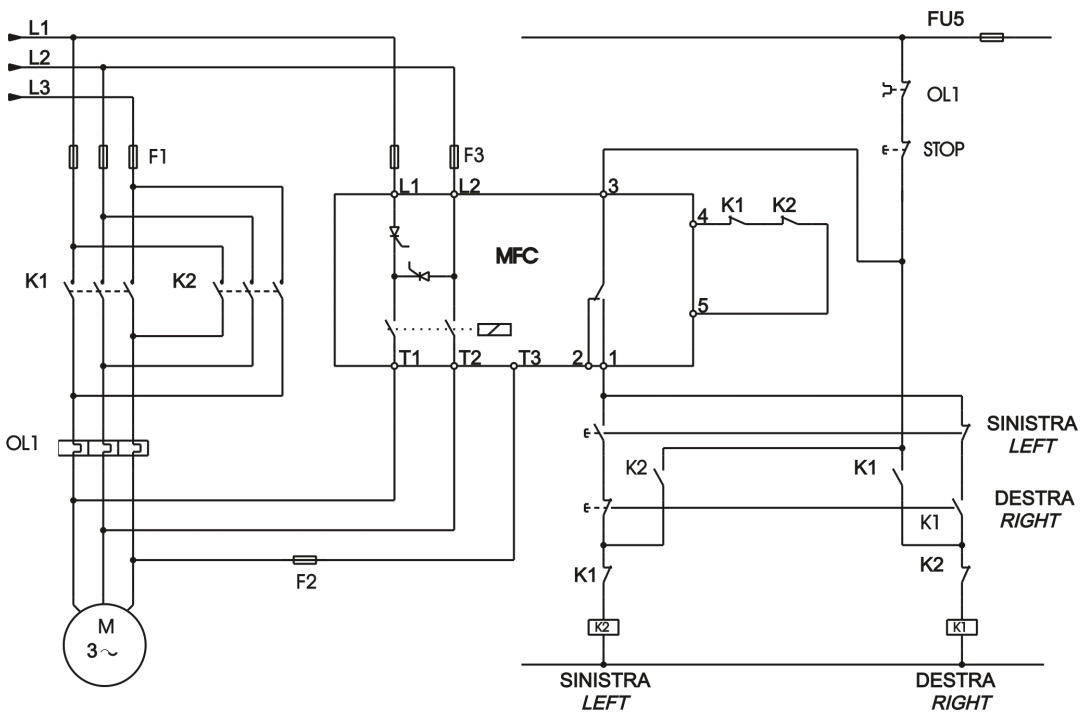 L1
L2
L3
FU5
OL1
STOP
F1
F3
L1
L2
3
K1
K2
4
MFC
K1
K2
5
T1
T2
T3
2
1
OL1
SINISTRA
LEFT
K2
K1
DESTRA
RIGHT
K1
F2
K1
K2
M
3~
K2
K1
SINISTRA
LEFT
DESTRA
RIGHT